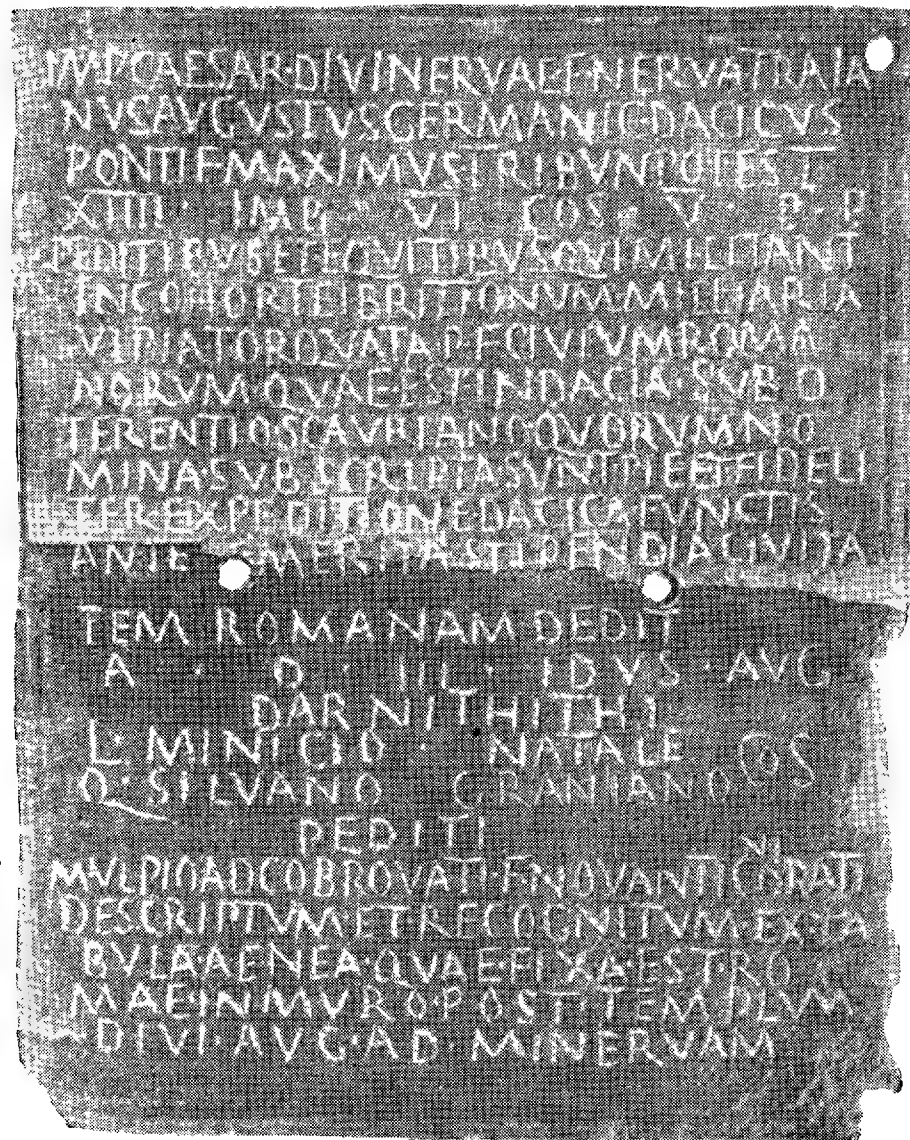 IMP·CAESAR·DIVI NERVAE·F·NERVA TRAIA
NVS AVGVSTVS GERMANIC·DACICVS
PONTIF MAXIMVS TRIBVN POTEST
XIIII · IMP · VI COS · V · P · P
PEDITIBVS ET EQVITIBVS QVI MILITANT
IN COHORTE I BRITTONVM MILIARIA
VLPIA TORQVATA P·F CIVIVM ROMA
NORVM QVAE EST IN DACIA·SVB D
TERENTIO SCAVRIANO·QVORVM NO
MINA·SVBSCRIPTA SVNT PIE ET FIDELI
TER EXPEDITIONE DACICA FVNCTIS
ANTE EMERITA STIPENDIA CIVITA
TEM ROMANAM DEDIT
A · D · III · IDVS · AVG
DARNITHITHI
L· MINICIO · NATALE COS
Q· SILVANO GRANIANO
PEDITI
M VLPIO ADCOBROVATI·F· NOVANTICONI RATI
DESCRIPTVM·ET RECOGNITVM·EX·TA
BVLA·AENEA·QVAE·FIXA·EST·RO
MAE·IN MVRO·POST·TEMPLVM
DIVI·AVG·AD MINERVAM